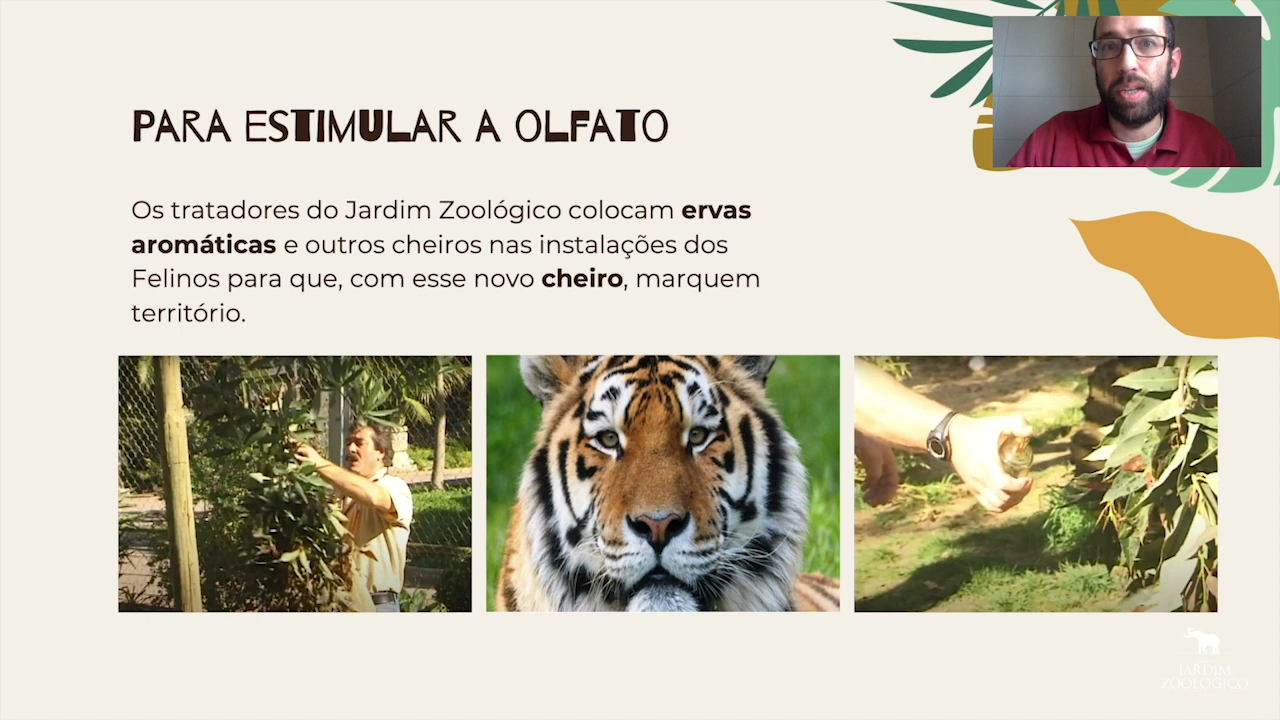 PARA ESTIMULAR A OLFATO
Os tratadores do Jardim Zoológico colocam ervas
aromáticas e outros cheiros nas instalações dos
Felinos para que, com esse novo cheiro, marquem
território.
JARDIM
ZOOLÓGICO